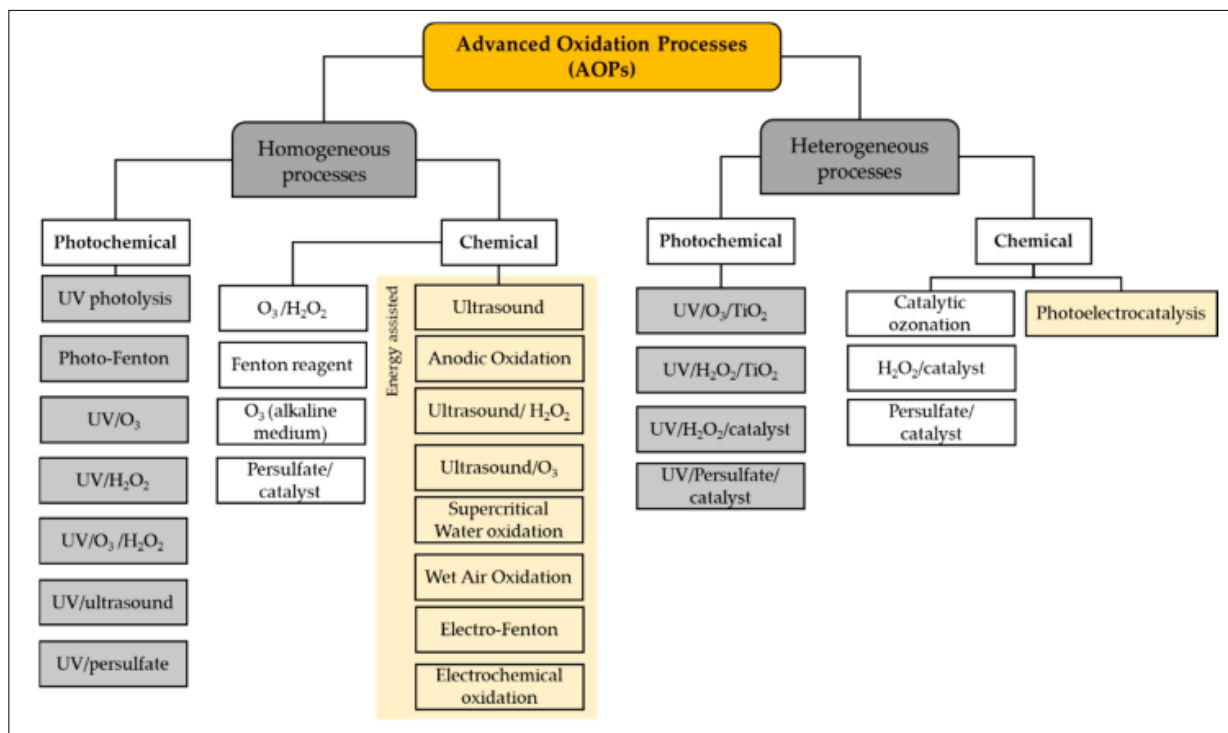 Advanced Oxidation Processes
(AOPs)
Homogeneous
processes
Heterogeneous
processes
Photochemical
UV photolysis
Photo-Fenton
UV/O₃
UV/H₂O₂
UV/O₃/H₂O₂
UV/ultrasound
UV/persulfate
Chemical
O₃/H₂O₂
Fenton reagent
O₃ (alkaline
medium)
Persulfate/
catalyst
Energy assisted
Ultrasound
Anodic Oxidation
Ultrasound/ H₂O₂
Ultrasound/O₃
Supercritical
Water oxidation
Wet Air Oxidation
Electro-Fenton
Electrochemical
oxidation
Photochemical
UV/O₃/TiO₂
UV/H₂O₂/TiO₂
UV/H₂O₂/catalyst
UV/Persulfate/
catalyst
Chemical
Catalytic
ozonation
H₂O₂/catalyst
Persulfate/
catalyst
Photoelectrocatalysis